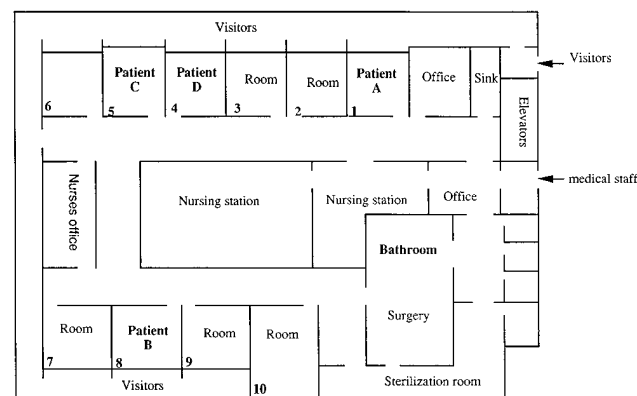 Visitors
Visitors
Patient
C
Patient
D
Room
Room
Patient
A
Office
Sink
6
5
4
3
2
1
Elevators
Nurses office
Nursing station
Nursing station
Office
medical staff
Bathroom
Surgery
Room
Patient
B
Room
Room
7
8
9
10
Visitors
Sterilization room